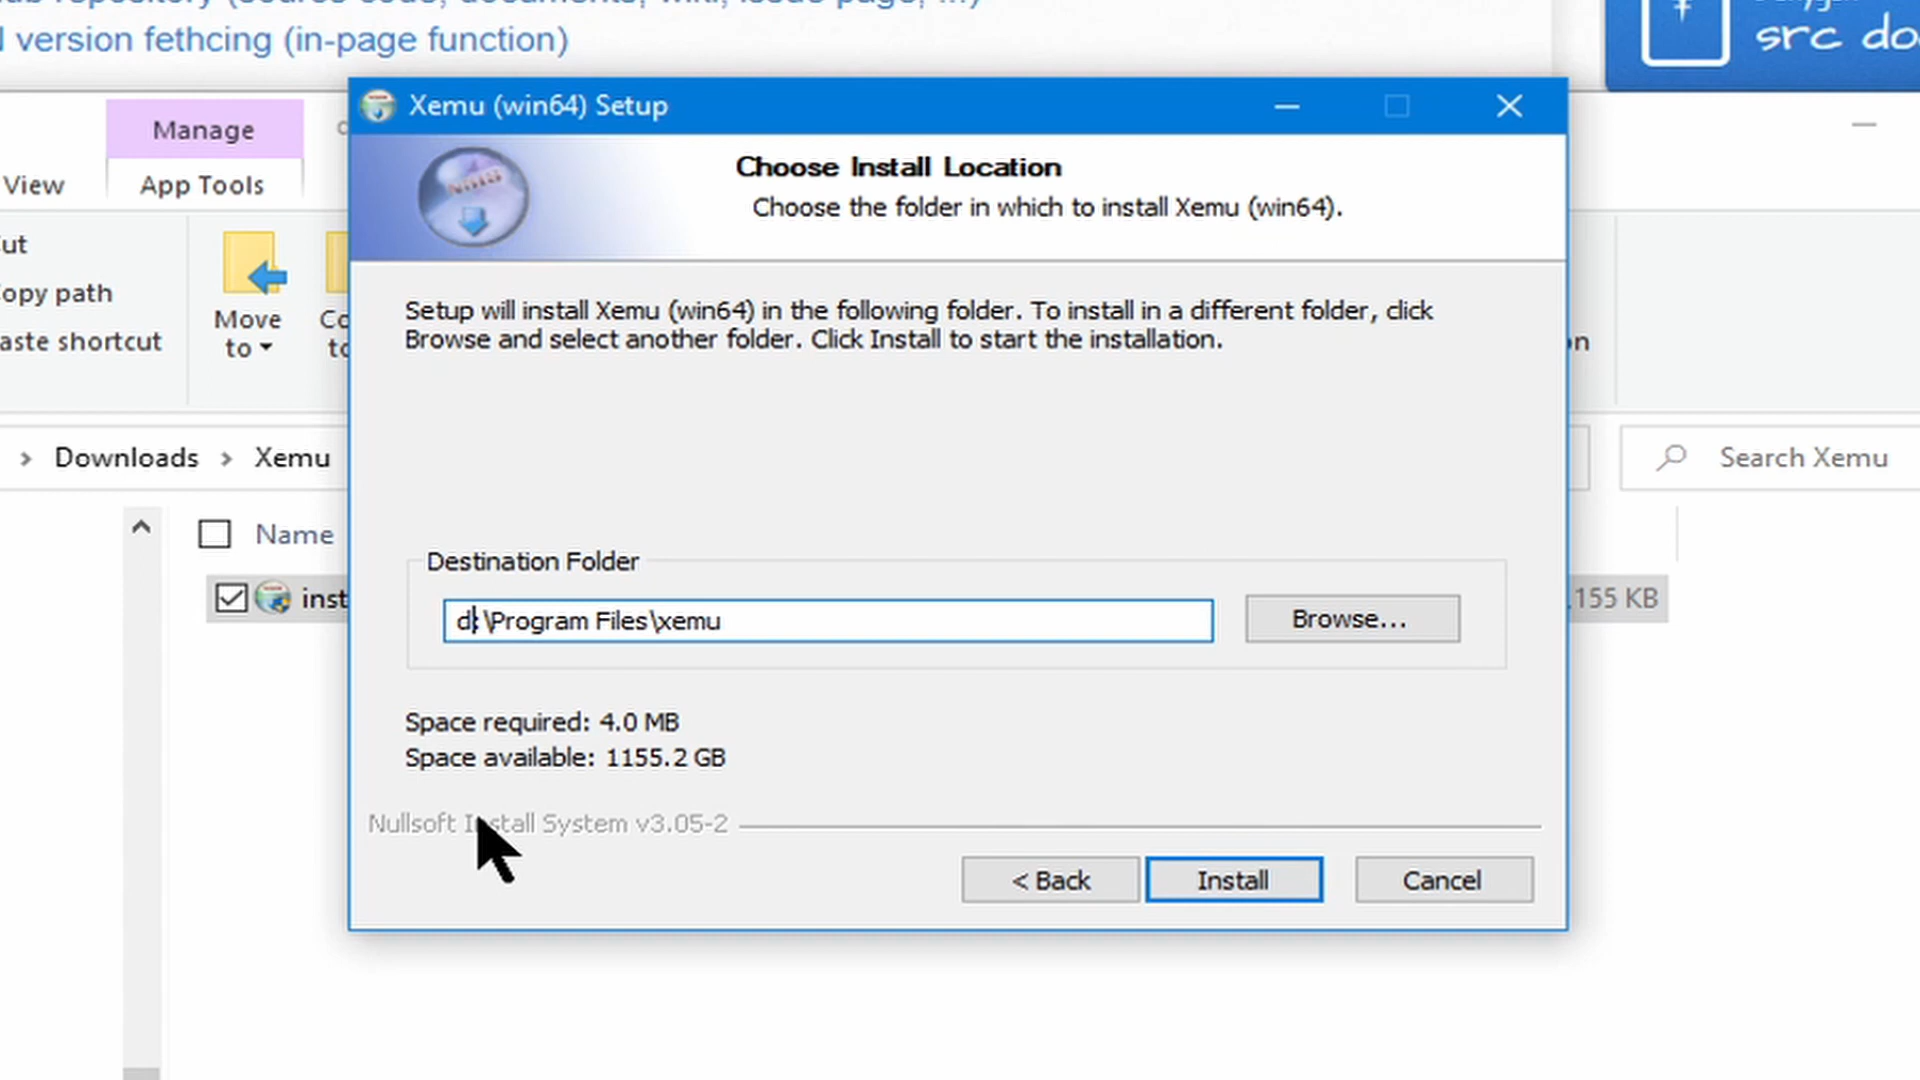 version fethcing (in-page function)
src
Xemu (win64) Setup
Manage
View
App Tools
Choose Install Location
Choose the folder in which to install Xemu (win64).
opy path
aste shortcut
Move
to
Setup will install Xemu (win64) in the following folder. To install in a different folder, click
Browse and select another folder. Click Install to start the installation.
Downloads > Xemu
Search Xemu
Name
inst
.155 KB
Destination Folder
d:\Program Files\xemu
Browse...
Space required: 4.0 MB
Space available: 1155.2 GB
Nullsoft Install System v3.05-2
< Back
Install
Cancel